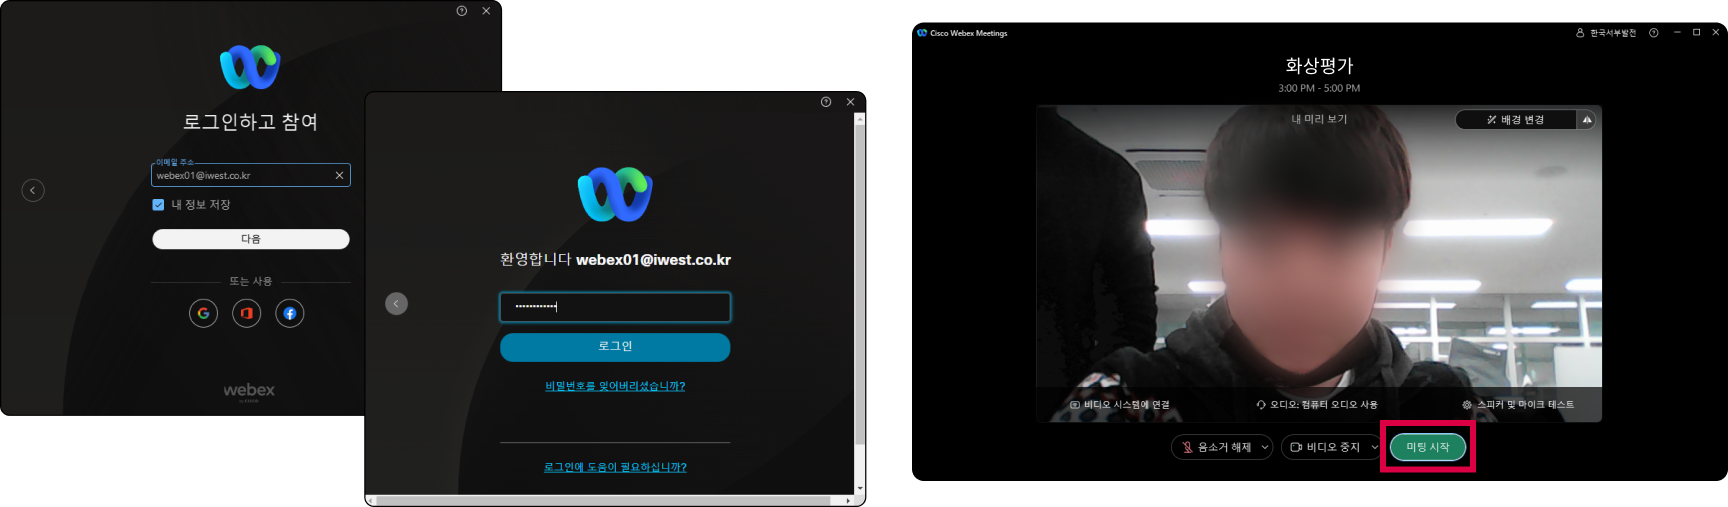 로그인하고 참여
이메일 주소
webex01@iwest.co.kr
내 정보 저장
다음
또는 사용
webex
by CISCO
환영합니다 webex01@iwest.co.kr
••••••••••••
로그인
비밀번호를 잊어버리셨습니까?
로그인에 도움이 필요하십니까?
Cisco Webex Meetings
한국서부발전
화상평가
3:00 PM - 5:00 PM
내 미리 보기
배경 변경
비디오 시스템에 연결
오디오: 컴퓨터 오디오 사용
스피커 및 마이크 테스트
음소거 해제
비디오 중지
미팅 시작